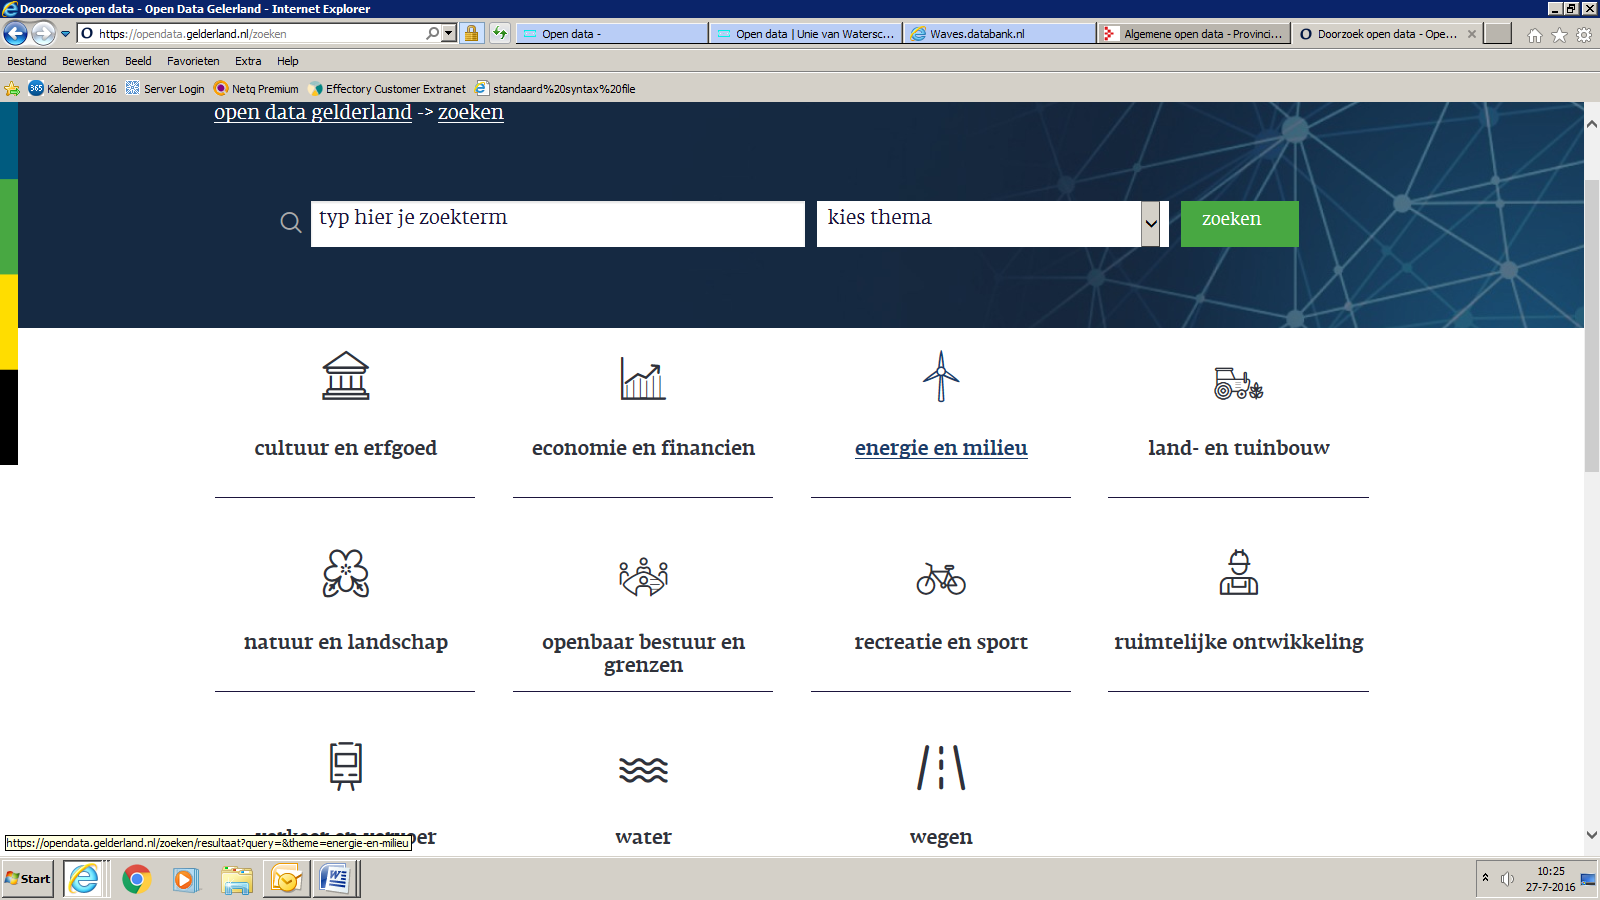 Doorzoek open data - Open Data Gelerland - Internet Explorer
https://opendata.gelderland.nl/zoeken
Open data -
Open data | Unie van Watersc...
Waves.databank.nl
Algemene open data - Provinci...
Doorzoek open data - Ope...
Bestand Bewerken Beeld Favorieten Extra Help
365 Kalender 2016 Server Login Netq Premium Effectory Customer Extranet standaard%20syntax%20file
open data gelderland -> zoeken
typ hier je zoekterm
kies thema
zoeken
cultuur en erfgoed
economie en financien
energie en milieu
land- en tuinbouw
natuur en landschap
openbaar bestuur en
grenzen
recreatie en sport
ruimtelijke ontwikkeling
verkeer en vervoer
water
wegen
https://opendata.gelderland.nl/zoeken/resultaat?query=&theme=energie-en-milieu
Start
10:25
27-7-2016